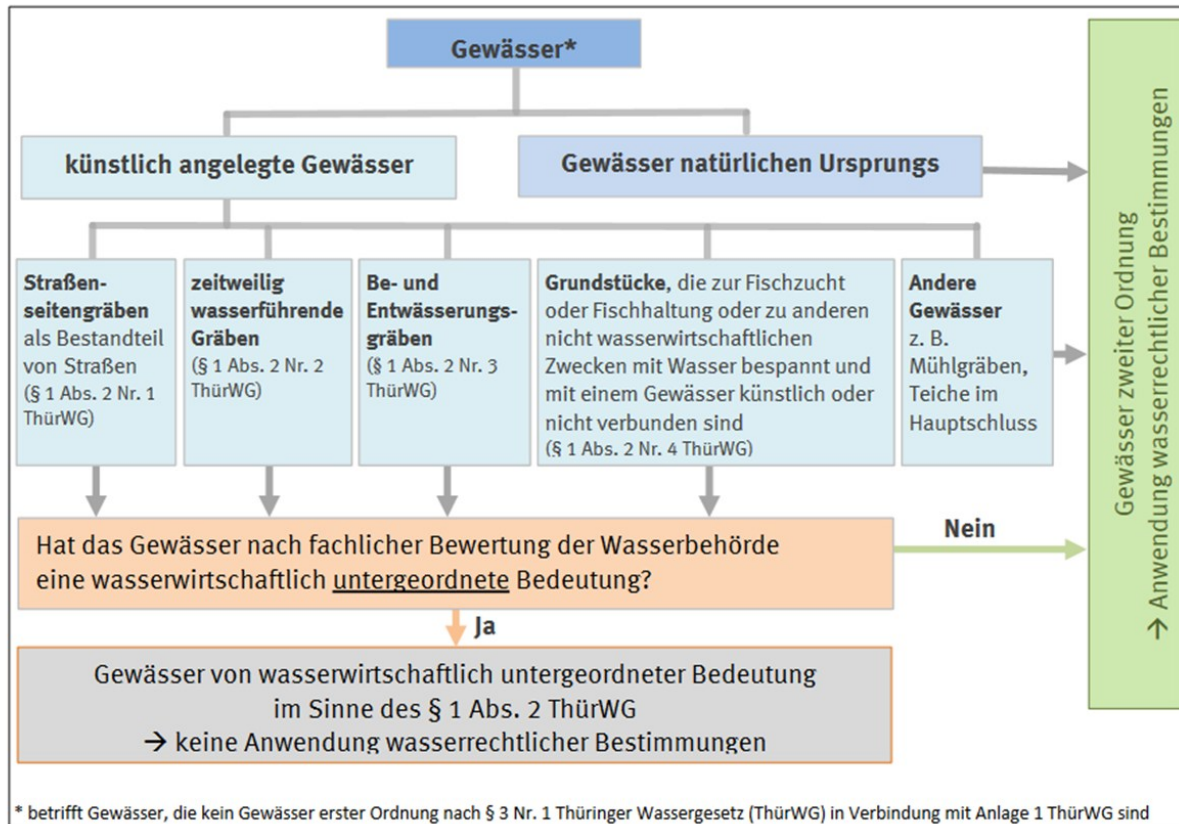 Gewässer*
künstlich angelegte Gewässer
Gewässer natürlichen Ursprungs
Straßen-
seitengräben
als Bestandteil
von Straßen
(§ 1 Abs. 2 Nr. 1
ThürWG)
zeitweilig
wasserführende
Gräben
(§ 1 Abs. 2 Nr. 2
ThürWG)
Be- und
Entwässerungs-
gräben
(§ 1 Abs. 2 Nr. 3
ThürWG)
Grundstücke, die zur Fischzucht
oder Fischhaltung oder zu anderen
nicht wasserwirtschaftlichen
Zwecken mit Wasser bespannt und
mit einem Gewässer künstlich oder
nicht verbunden sind
(§ 1 Abs. 2 Nr. 4 ThürWG)
Andere
Gewässer
z. B.
Mühlgräben,
Teiche im
Hauptschluss
Hat das Gewässer nach fachlicher Bewertung der Wasserbehörde
eine wasserwirtschaftlich untergeordnete Bedeutung?
Nein
Ja
Gewässer von wasserwirtschaftlich untergeordneter Bedeutung
im Sinne des § 1 Abs. 2 ThürWG
→ keine Anwendung wasserrechtlicher Bestimmungen
Gewässer zweiter Ordnung
→ Anwendung wasserrechtlicher Bestimmungen
* betrifft Gewässer, die kein Gewässer erster Ordnung nach § 3 Nr. 1 Thüringer Wassergesetz (ThürWG) in Verbindung mit Anlage 1 ThürWG sind